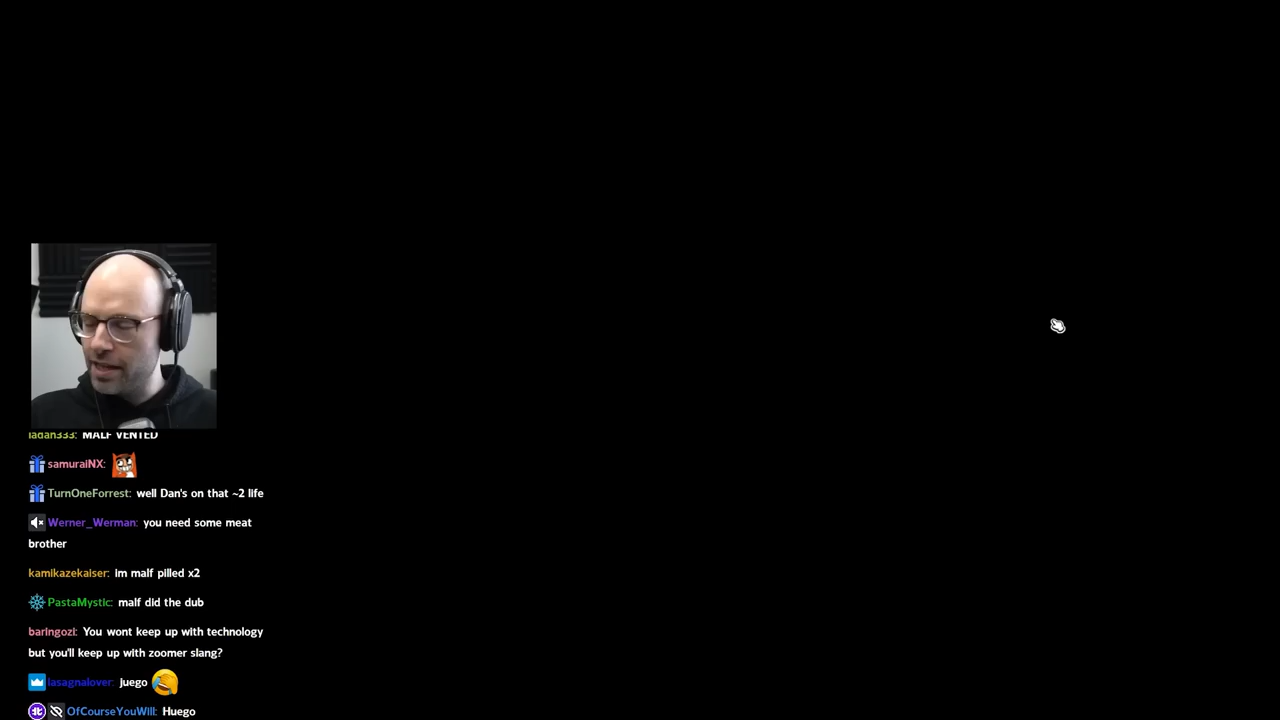 ladan333: MALF VENTED
samuraiNX:
TurnOneForrest: well Dan's on that ~2 life
Werner_Werman: you need some meat
brother
kamikazekaiser: im malf pilled x2
PastaMystic: malf did the dub
baringozi: You wont keep up with technology
but you'll keep up with zoomer slang?
lasagnalover: juego
OfCourseYouWill: Huego